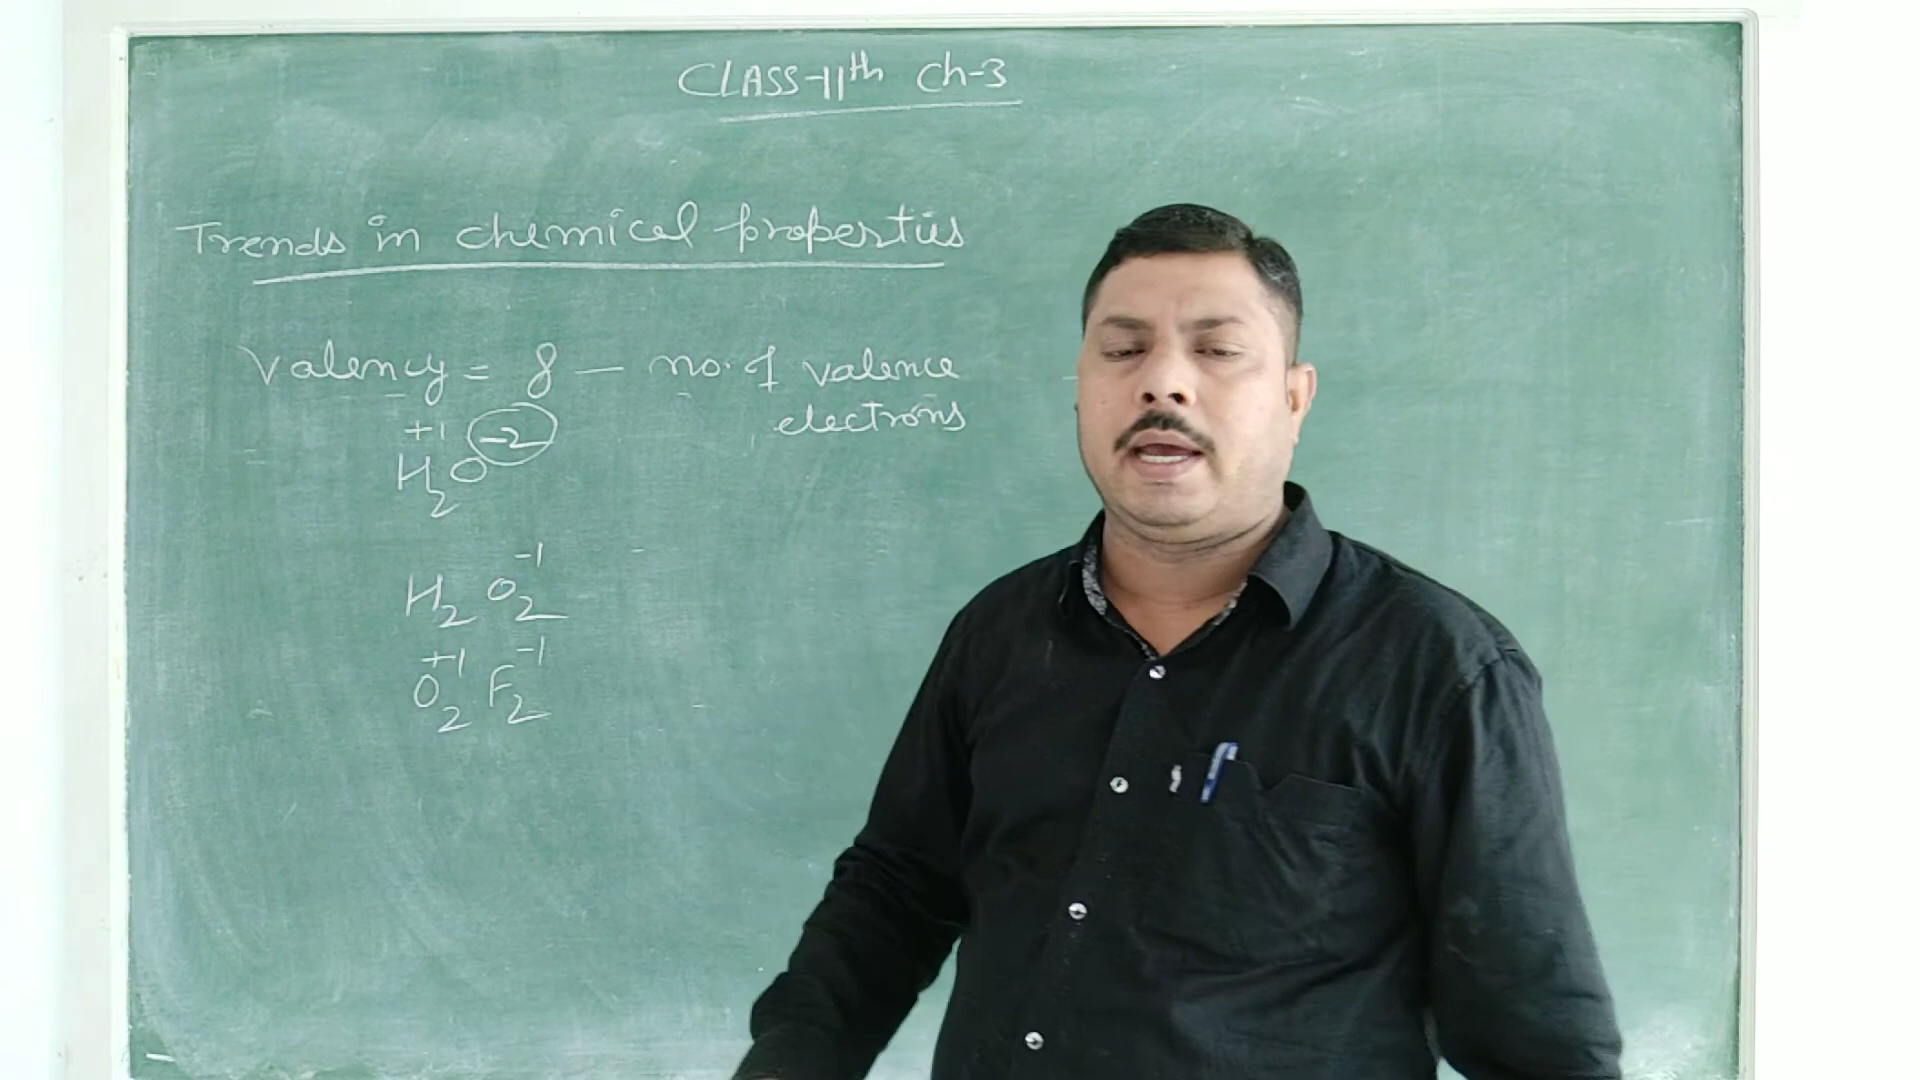 CLASS-11th Ch-3
Trends in chemical properties
Valency = 8 — no. of valence
electrons
+1 -2
H2O
-1
H2 O2
+1 -1
O2 F2